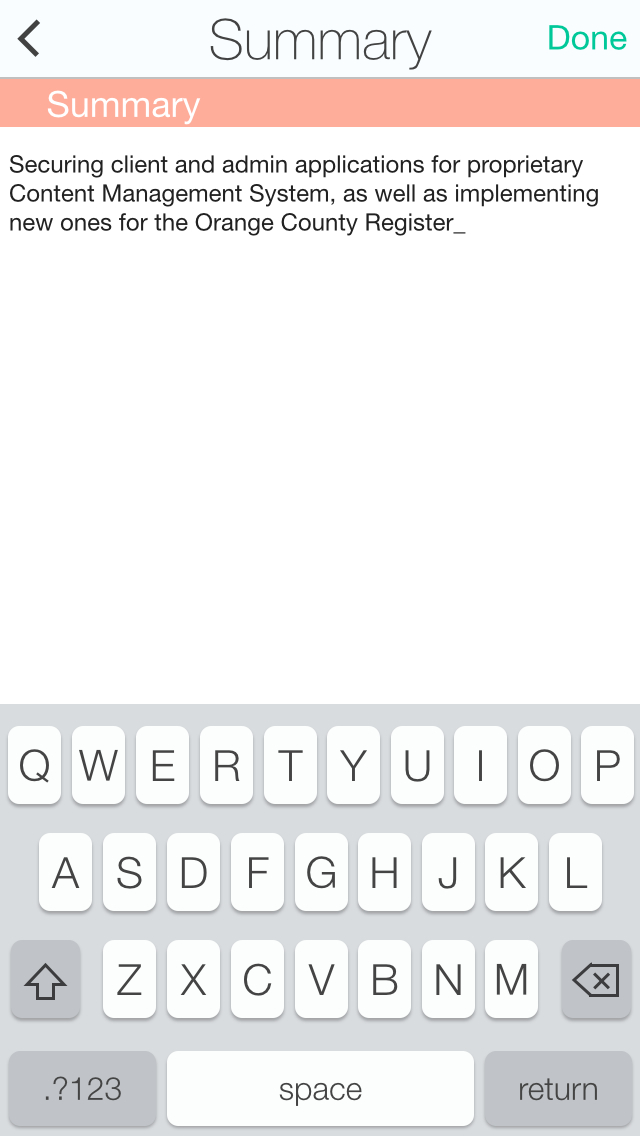 Summary
Done
Summary
Securing client and admin applications for proprietary
Content Management System, as well as implementing
new ones for the Orange County Register_
Q W E R T Y U I O P
A S D F G H J K L
Z X C V B N M
.?123 space return